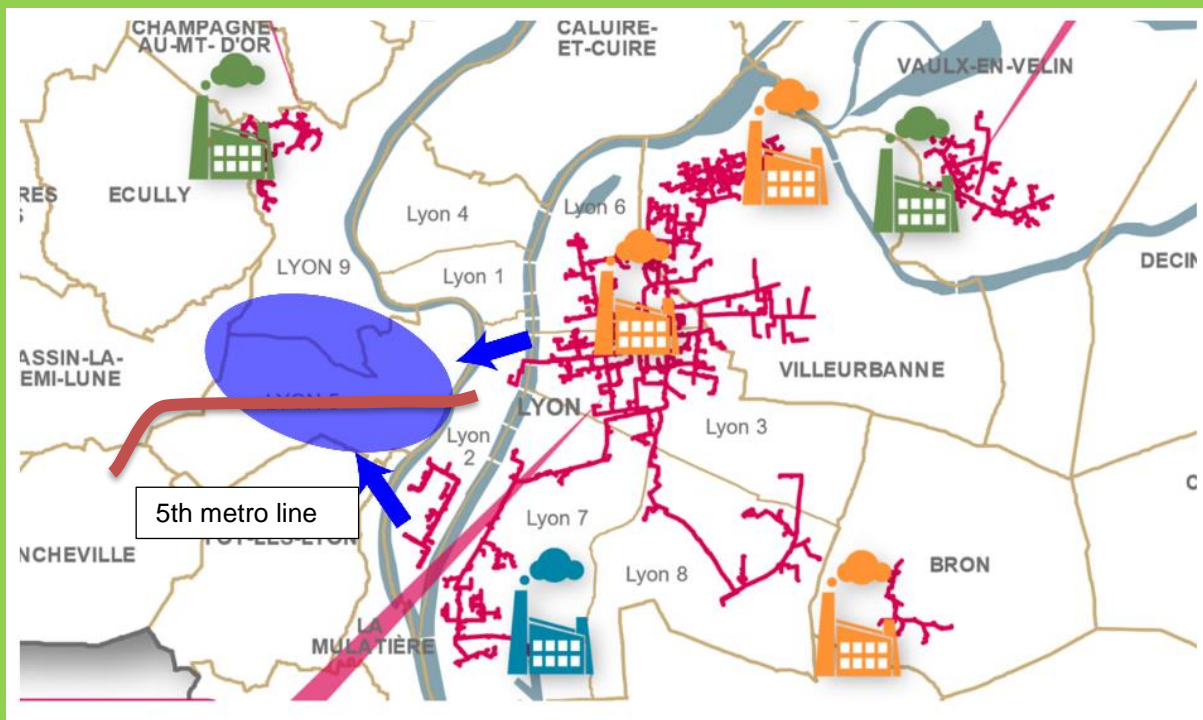 CHAMPAGNE-
AU-MT- D'OR
CALUIRE-
ET-CUIRE
VAULX-EN-VELIN
RES
ECULLY
Lyon 4
Lyon 6
LYON 9
Lyon 1
DECIN
ASSIN-LA-
EMI-LUNE
VILLEURBANNE
LYON 5
LYON
Lyon
2
Lyon 3
5th metro line
Lyon 7
NCHEVILLE
Lyon 8
BRON
LA
MULATIÈRE